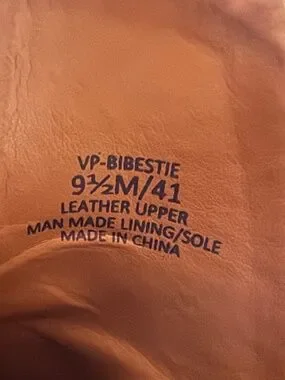 VP-BIBESTIE
9½M/41
LEATHER UPPER
MAN MADE LINING/SOLE
MADE IN CHINA